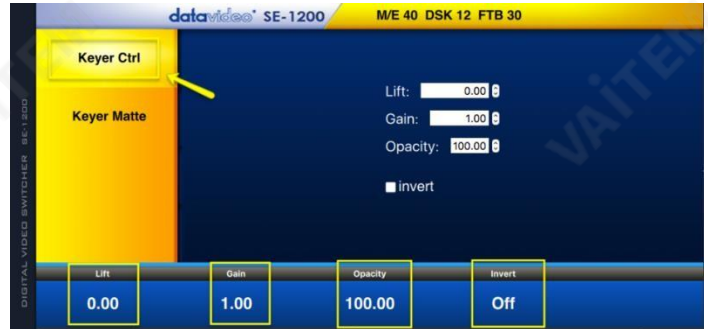 datavideo SE-1200 M/E 40 DSK 12 FTB 30
Keyer Ctrl
Keyer Matte
Lift: 0.00
Gain: 1.00
Opacity: 100.00
invert
Lift Gain Opacity Invert
0.00 1.00 100.00 Off
DIGITAL VIDEO SWITCHER SE-1200
VAITEK